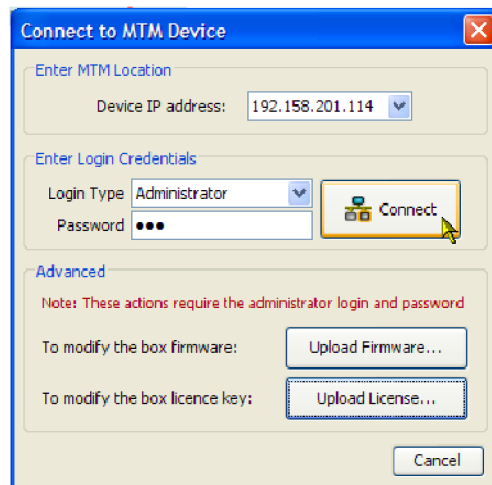 Connect to MTM Device
Enter MTM Location
Device IP address: 192.158.201.114
Enter Login Credentials
Login Type Administrator
Password ●●●
Connect
Advanced
Note: These actions require the administrator login and password
To modify the box firmware: Upload Firmware...
To modify the box licence key: Upload License...
Cancel